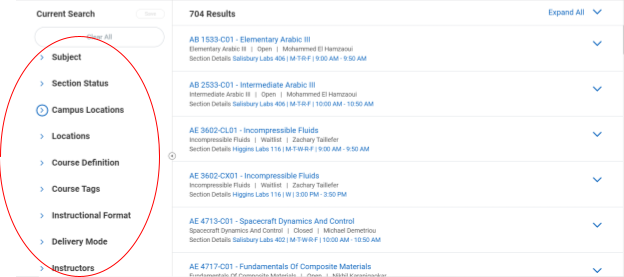 Current Search
Save
Clear All
Subject
Section Status
Campus Locations
Locations
Course Definition
Course Tags
Instructional Format
Delivery Mode
Instructors
704 Results
Expand All
AB 1533-C01 - Elementary Arabic III
Elementary Arabic III | Open | Mohammed El Hamzaoui
Section Details Salisbury Labs 406 | M-T-R-F | 9:00 AM - 9:50 AM
AB 2533-C01 - Intermediate Arabic III
Intermediate Arabic III | Open | Mohammed El Hamzaoui
Section Details Salisbury Labs 406 | M-T-R-F | 10:00 AM - 10:50 AM
AE 3602-CL01 - Incompressible Fluids
Incompressible Fluids | Waitlist | Zachary Taillefer
Section Details Higgins Labs 116 | M-T-W-R-F | 9:00 AM - 9:50 AM
AE 3602-CX01 - Incompressible Fluids
Incompressible Fluids | Waitlist | Zachary Taillefer
Section Details Higgins Labs 116 | W | 3:00 PM - 3:50 PM
AE 4713-C01 - Spacecraft Dynamics And Control
Spacecraft Dynamics And Control | Closed | Michael Demetriou
Section Details Salisbury Labs 402 | M-T-W-R-F | 10:00 AM - 10:50 AM
AE 4717-C01 - Fundamentals Of Composite Materials
Fundamentals Of Composite Materials | Open | Nikhil Karanjgaokar